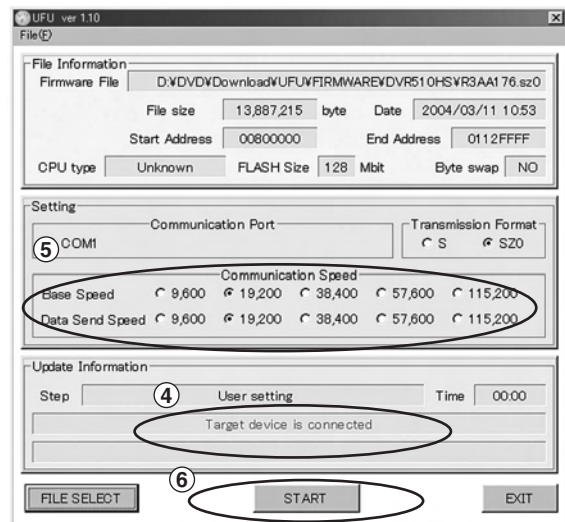 UFU ver 1.10
File(F)
File Information
Firmware File D:¥DVD¥Download¥UFU¥FIRMWARE¥DVR510HS¥R3AA176.sz0
File size 13,887,215 byte Date 2004/03/11 10:53
Start Address 00800000 End Address 0112FFFF
CPU type Unknown FLASH Size 128 Mbit Byte swap NO
Setting
Communication Port
Transmission Format
⑤ COM1
S SZ0
Communication Speed
Base Speed 9,600 19,200 38,400 57,600 115,200
Data Send Speed 9,600 19,200 38,400 57,600 115,200
Update Information
Step ④ User setting Time 00:00
Target device is connected
⑥
FILE SELECT START EXIT